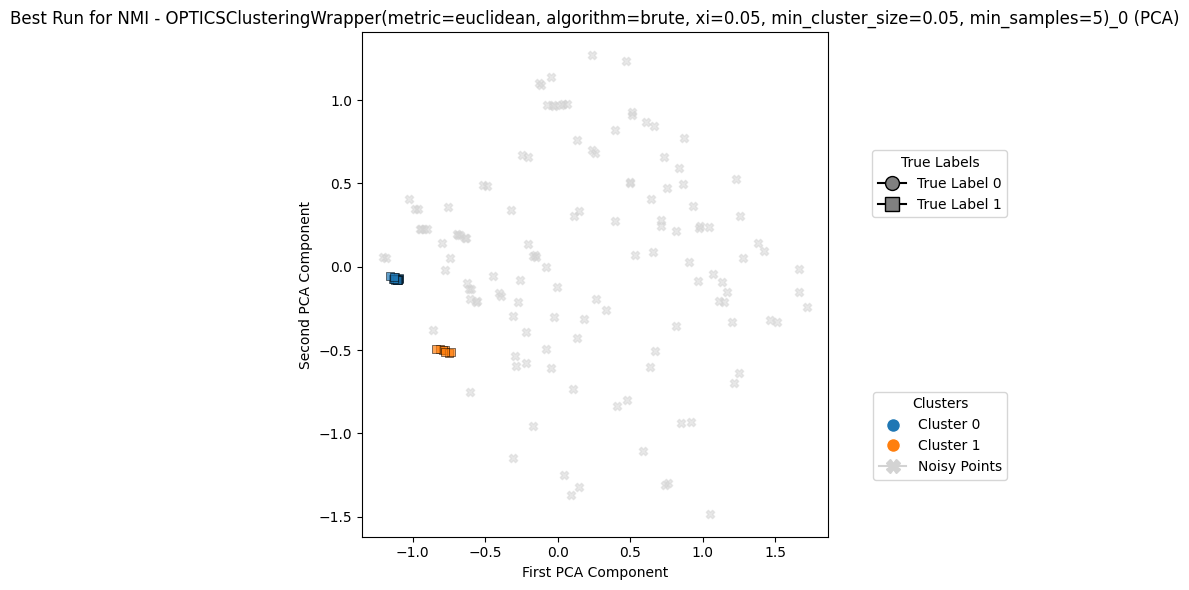 Best Run for NMI - OPTICSClusteringWrapper(metric=euclidean, algorithm=brute, xi=0.05, min_cluster_size=0.05, min_samples=5)_0 (PCA)
1.0
0.5
0.0
−0.5
−1.0
−1.5
Second PCA Component
−1.0
−0.5
0.0
0.5
1.0
1.5
First PCA Component
True Labels
True Label 0
True Label 1
Clusters
Cluster 0
Cluster 1
Noisy Points